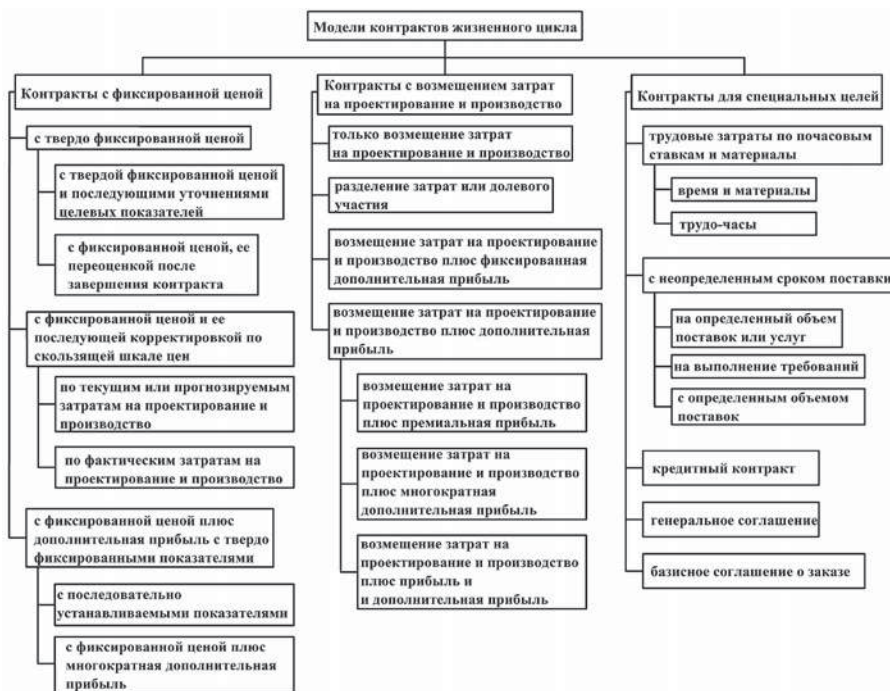 Модели контрактов жизненного цикла
Контракты с фиксированной ценой
с твердо фиксированной ценой
с твердой фиксированной ценой
и последующими уточнениями
целевых показателей
с фиксированной ценой, ее
переоценкой после
завершения контракта
с фиксированной ценой и ее
последующей корректировкой по
скользящей шкале цен
по текущим или прогнозируемым
затратам на проектирование и
производство
по фактическим затратам на
проектирование и производство
с фиксированной ценой плюс
дополнительная прибыль с твердо
фиксированными показателями
с последовательно
устанавливаемыми показателями
с фиксированной ценой плюс
многократная дополнительная
прибыль
Контракты с возмещением затрат
на проектирование и производство
только возмещение затрат
на проектирование и производство
разделение затрат или долевого
участия
возмещение затрат на проектирование
и производство плюс фиксированная
дополнительная прибыль
возмещение затрат на проектирование
и производство плюс дополнительная
прибыль
возмещение затрат на
проектирование и производство
плюс премиальная прибыль
возмещение затрат на
проектирование и производство
плюс многократная
дополнительная прибыль
возмещение затрат на
проектирование и производство
плюс прибыль и
и дополнительная прибыль
Контракты для специальных целей
трудовые затраты по почасовым
ставкам и материалы
время и материалы
трудо-часы
с неопределенным сроком поставки
на определенный объем
поставок или услуг
на выполнение требований
с определенным объемом
поставок
кредитный контракт
генеральное соглашение
базисное соглашение о заказе